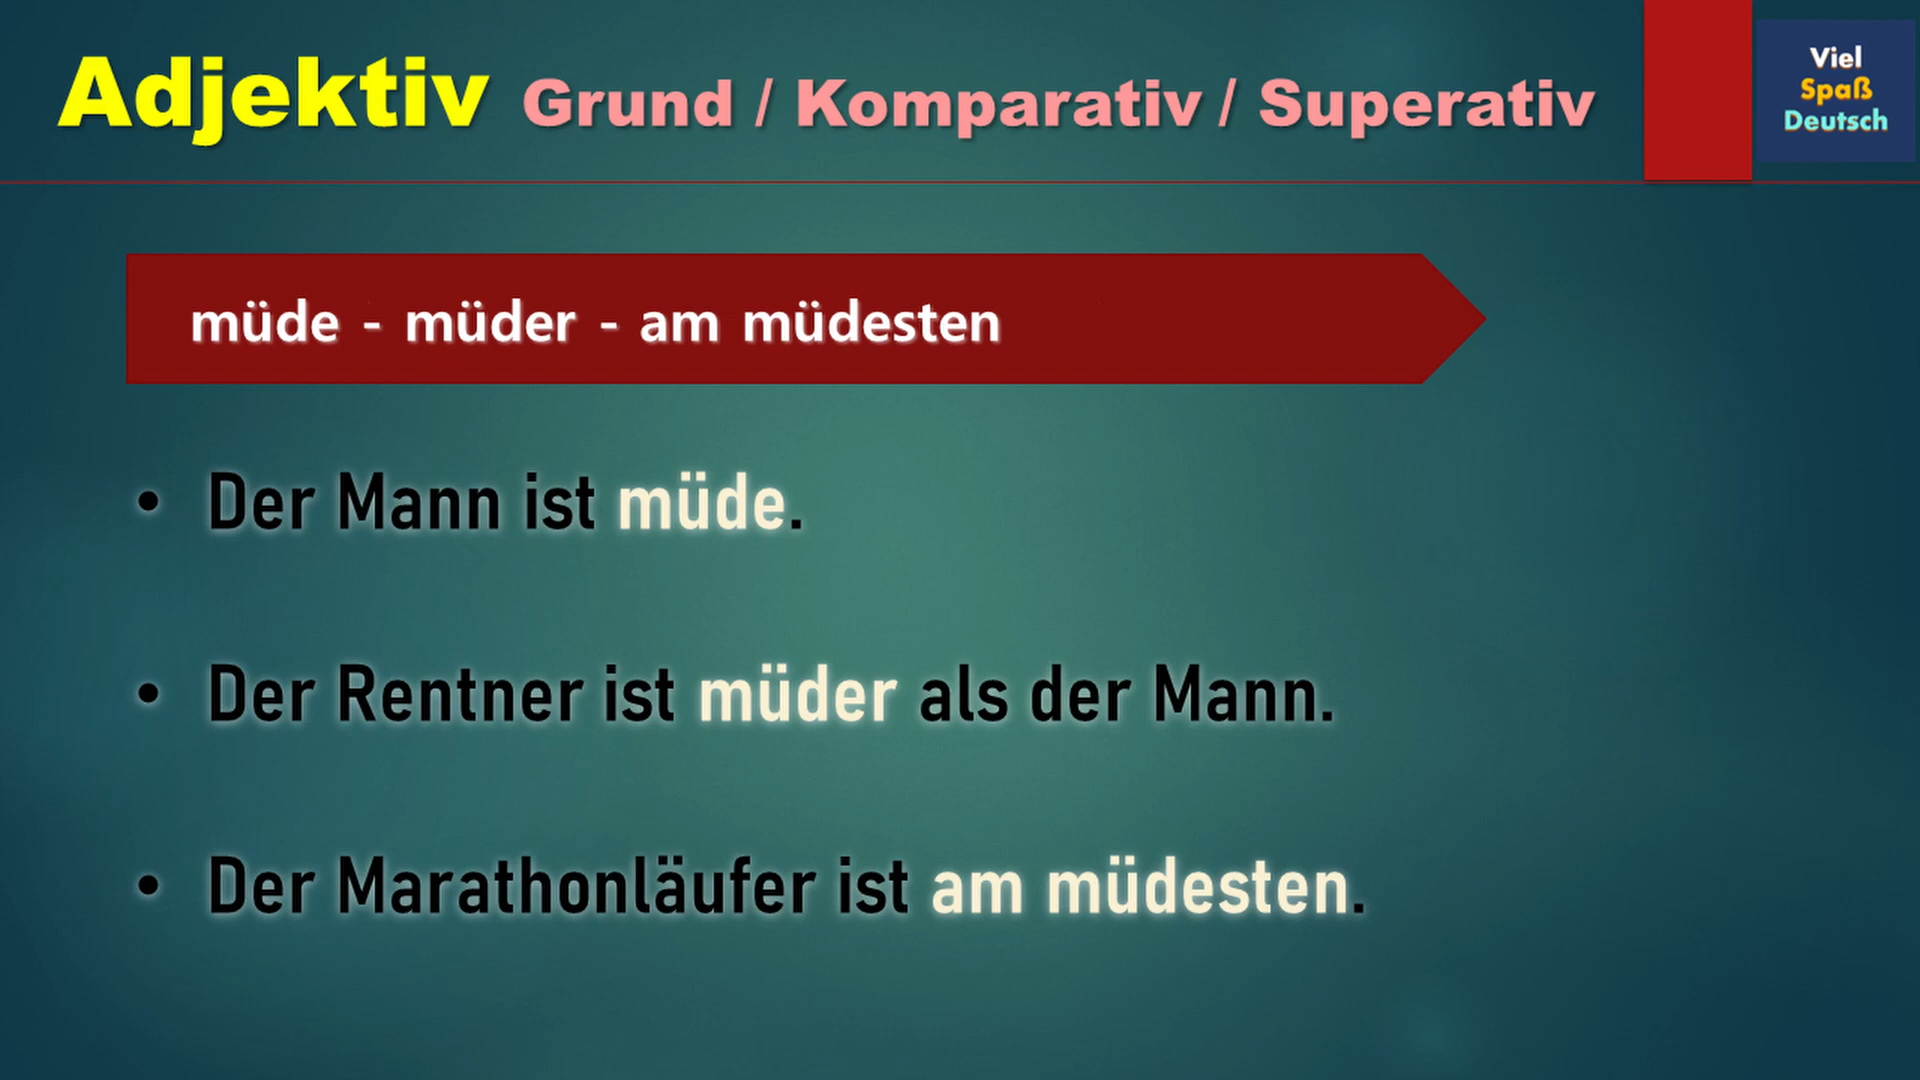 Adjektiv Grund / Komparativ / Superativ
Viel
Spaß
Deutsch
müde - müder - am müdesten
• Der Mann ist müde.
• Der Rentner ist müder als der Mann.
• Der Marathonläufer ist am müdesten.